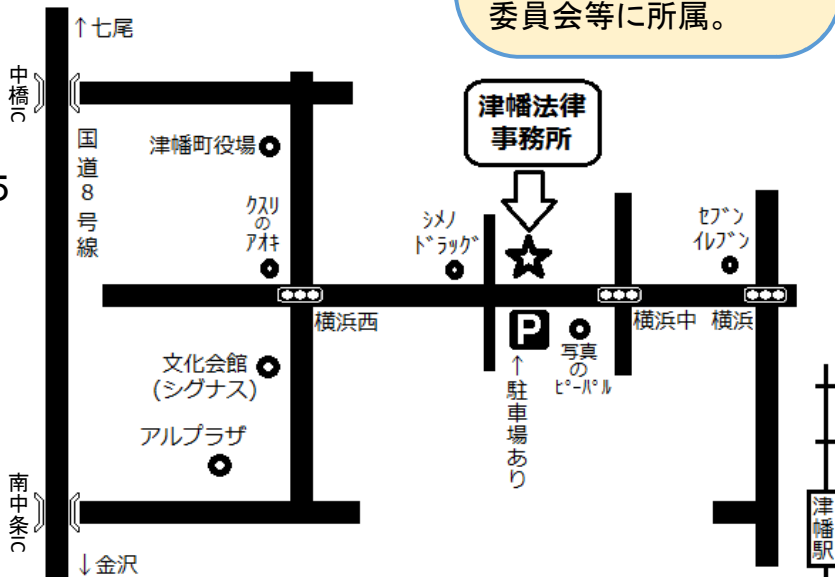 委員会等に所属。
↑七尾
中橋IC
国道8号線
津幡町役場
津幡法律
事務所
5
クスリ
の
アオキ
シメノ
ドラッグ
セブン
イレブン
横浜西
横浜中
横浜
P
文化会館
(シグナス)
写真
の
ピーパル
↑駐車場あり
アルプラザ
南中条IC
津幡駅
↓金沢